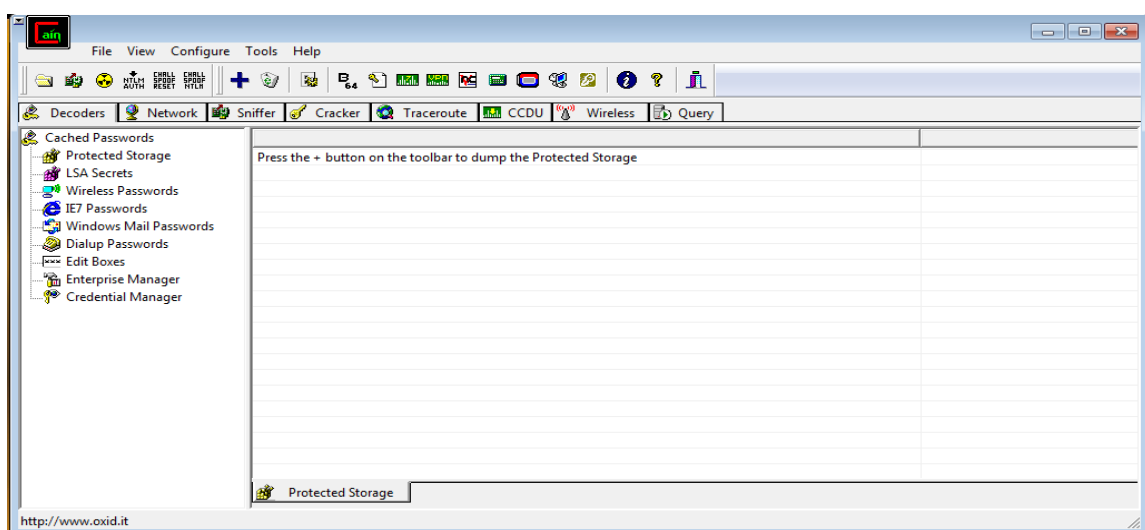 Cain
File View Configure Tools Help
NTLM AUTH CHALL SPOOF RESET CHALL SPOOF NTLM B 64
Decoders Network Sniffer Cracker Traceroute CCDU Wireless Query
Cached Passwords
Protected Storage
Press the + button on the toolbar to dump the Protected Storage
LSA Secrets
Wireless Passwords
IE7 Passwords
Windows Mail Passwords
Dialup Passwords
Edit Boxes
Enterprise Manager
Credential Manager
Protected Storage
http://www.oxid.it